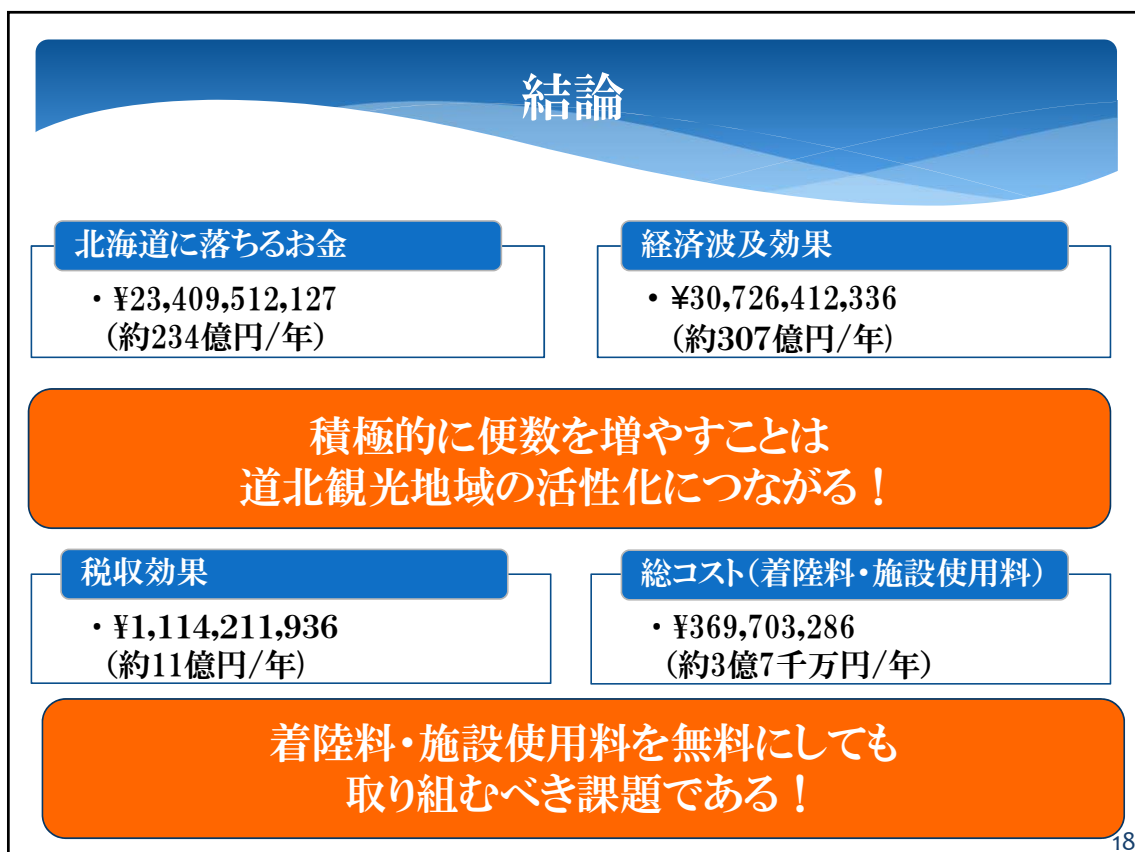 結論
北海道に落ちるお金
・¥23,409,512,127
(約234億円/年)
経済波及効果
• ¥30,726,412,336
(約307億円/年)
積極的に便数を増やすことは
道北観光地域の活性化につながる！
税収効果
・¥1,114,211,936
(約11億円/年)
総コスト(着陸料・施設使用料)
・¥369,703,286
(約3億7千万円/年)
着陸料・施設使用料を無料にしても
取り組むべき課題である！
18